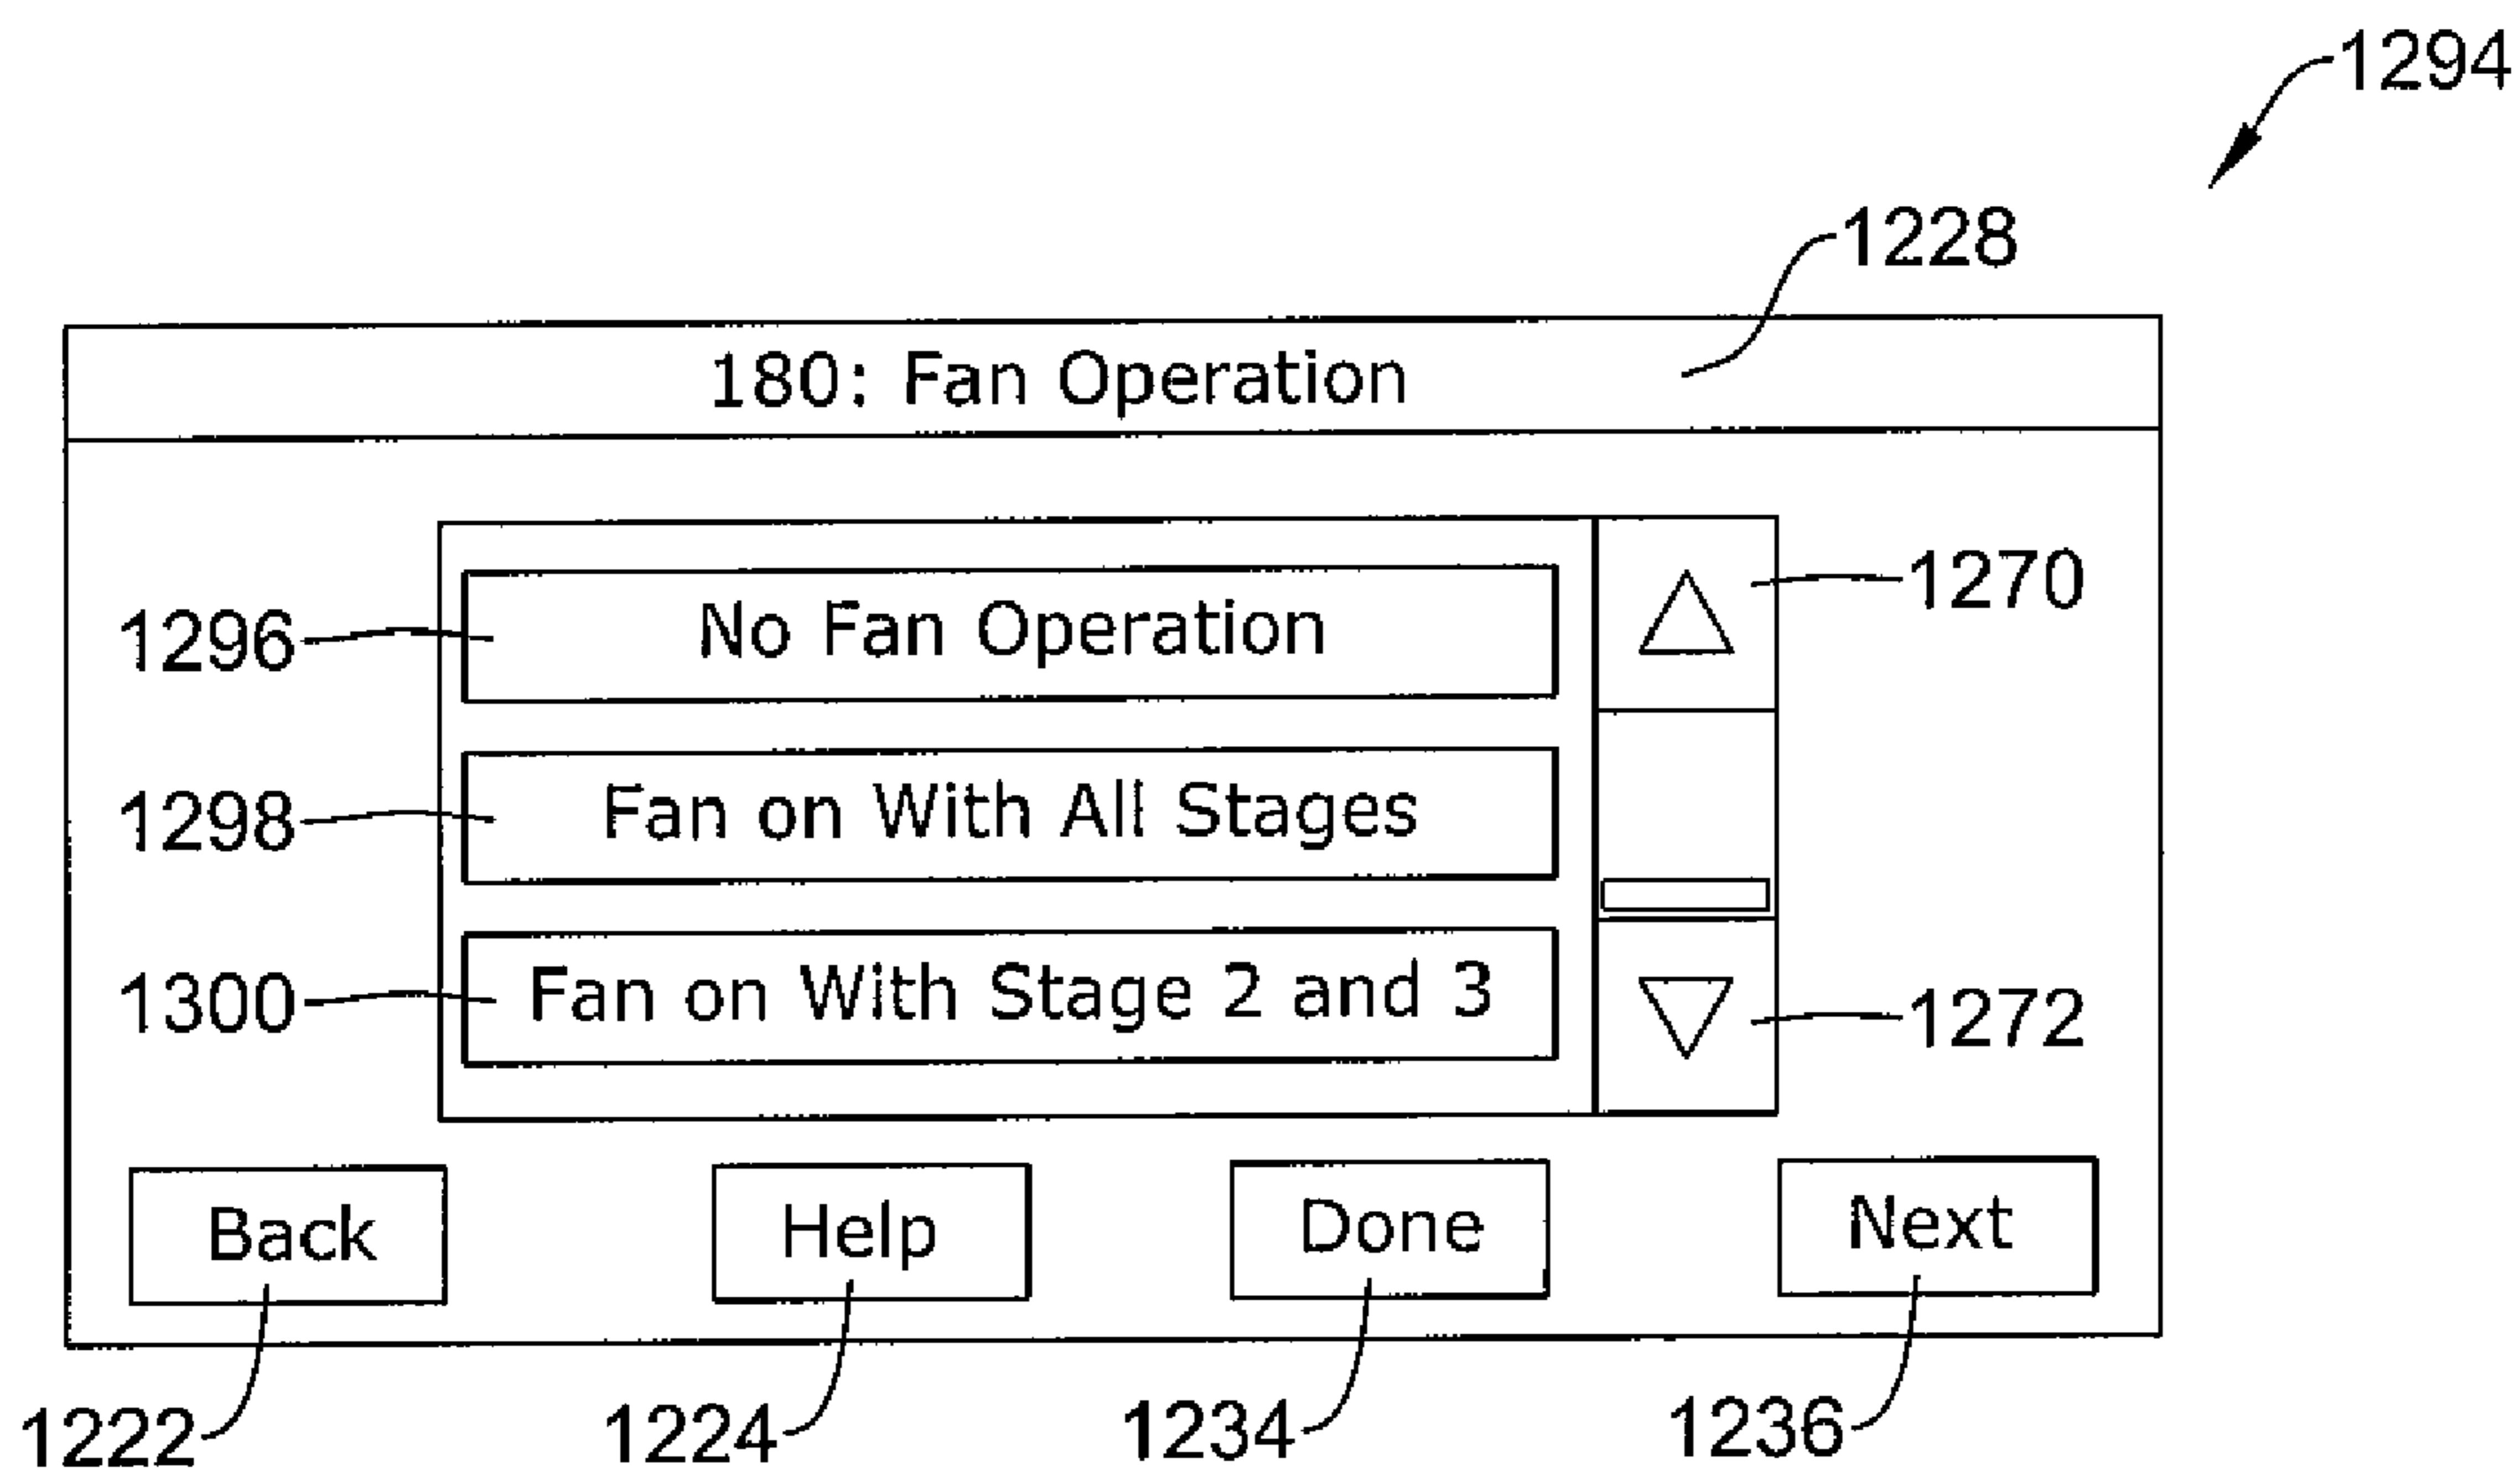 1294
1228
180: Fan Operation
1270
1296
No Fan Operation
1298
Fan on With All Stages
1300
Fan on With Stage 2 and 3
1272
Back
Help
Done
Next
1222
1224
1234
1236